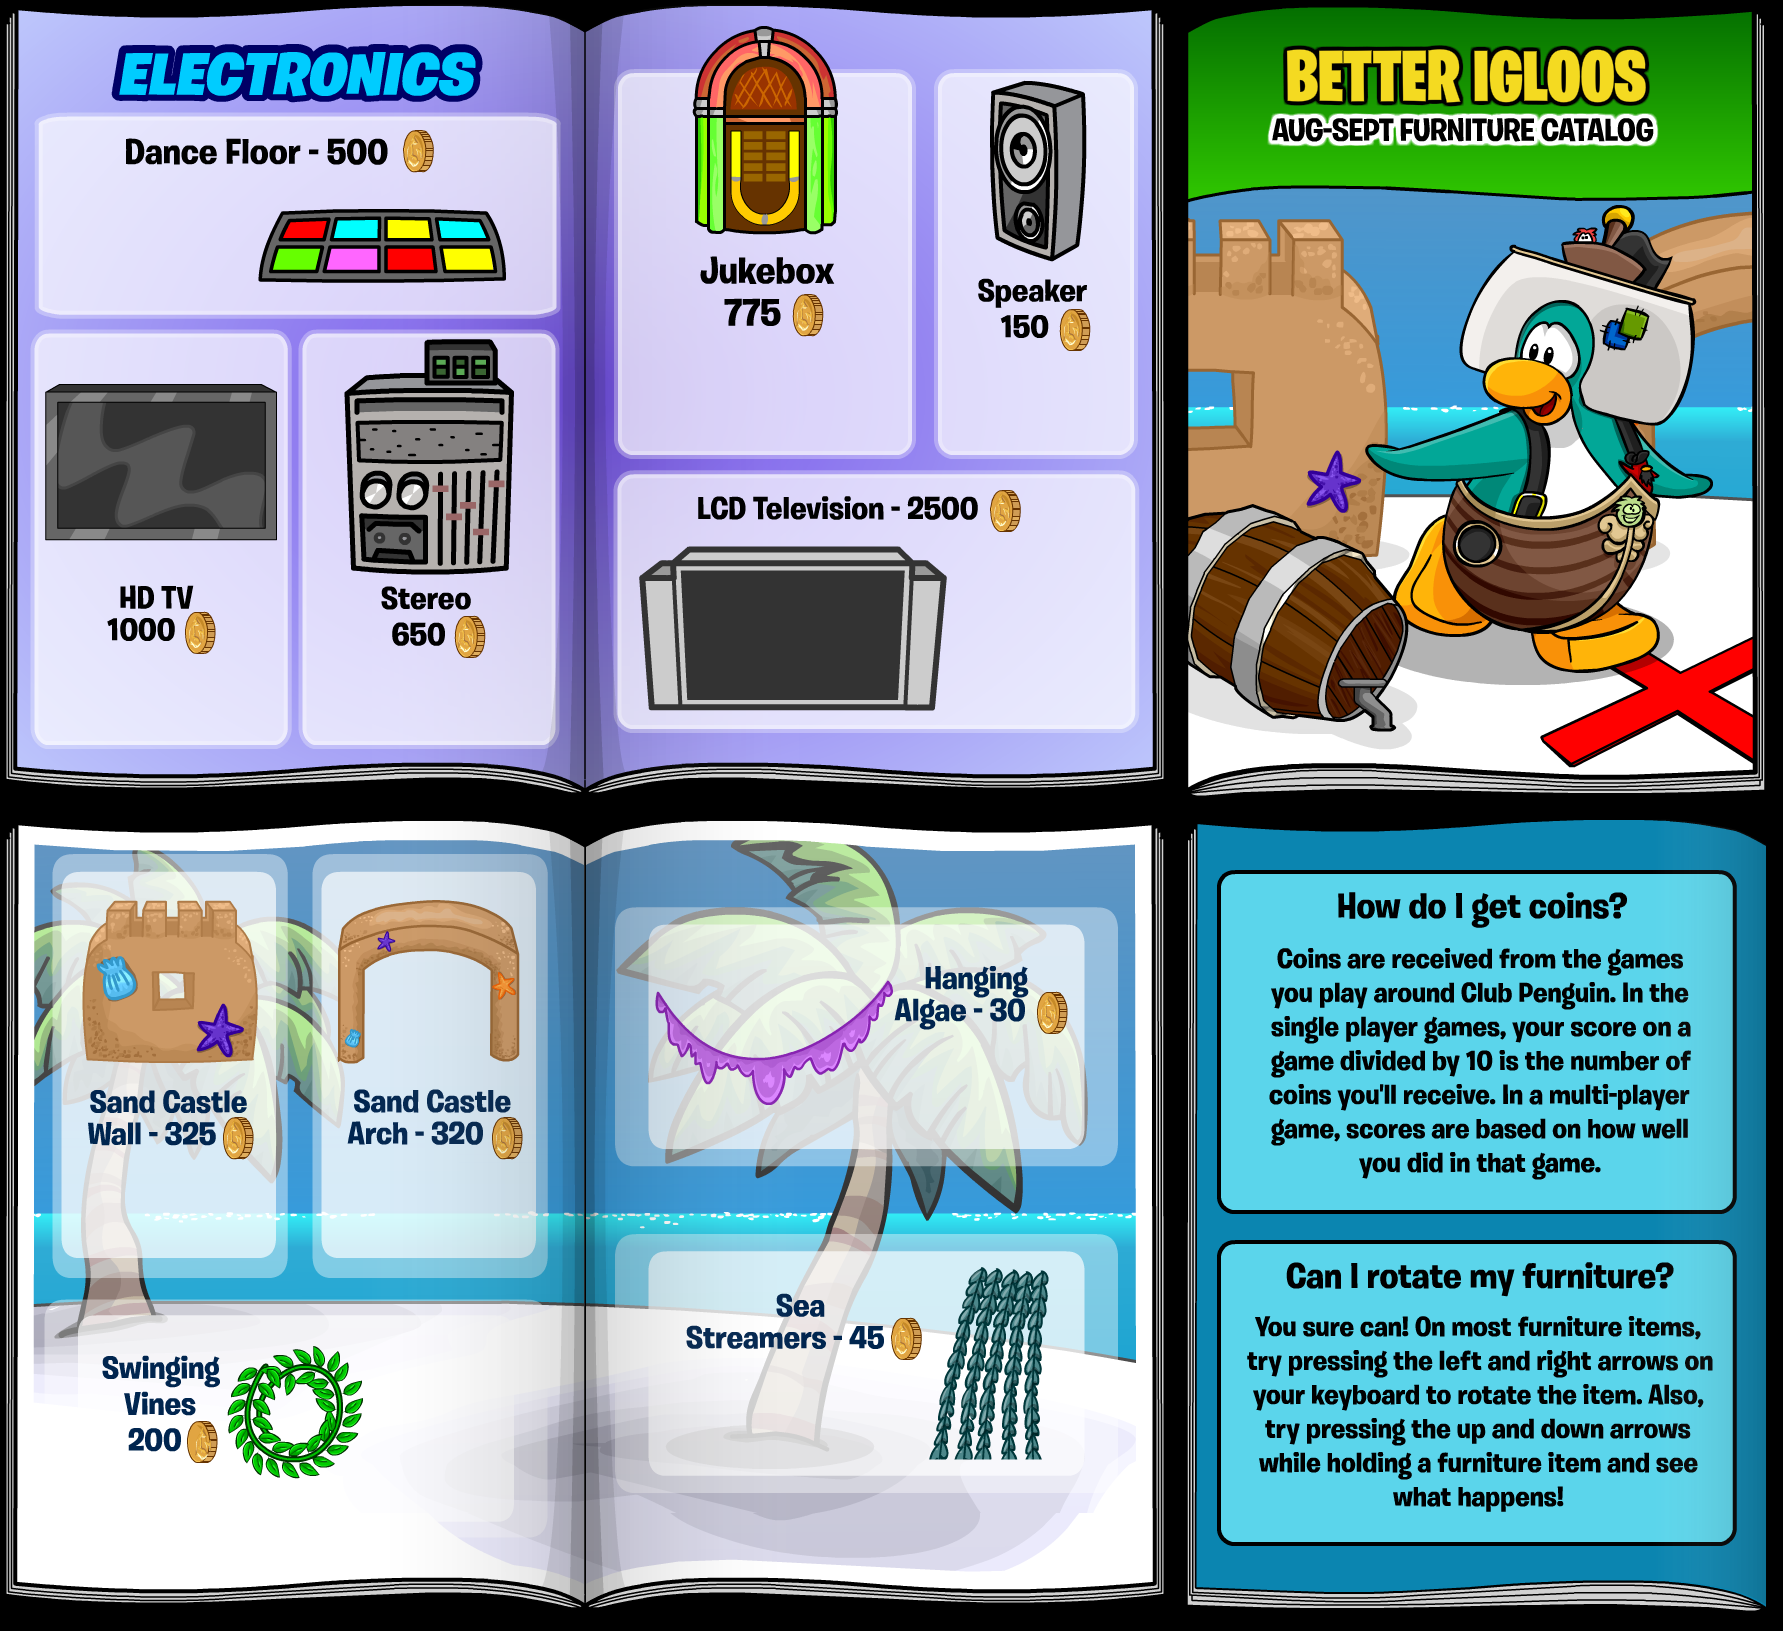 ELECTRONICS
Dance Floor - 500
HD TV
1000
Stereo
650
Jukebox
775
Speaker
150
LCD Television - 2500
BETTER IGLOOS
AUG-SEPT FURNITURE CATALOG
Sand Castle
Wall - 325
Sand Castle
Arch - 320
Swinging
Vines
200
Hanging
Algae - 30
Sea
Streamers - 45
How do I get coins?
Coins are received from the games
you play around Club Penguin. In the
single player games, your score on a
game divided by 10 is the number of
coins you'll receive. In a multi-player
game, scores are based on how well
you did in that game.
Can I rotate my furniture?
You sure can! On most furniture items,
try pressing the left and right arrows on
your keyboard to rotate the item. Also,
try pressing the up and down arrows
while holding a furniture item and see
what happens!